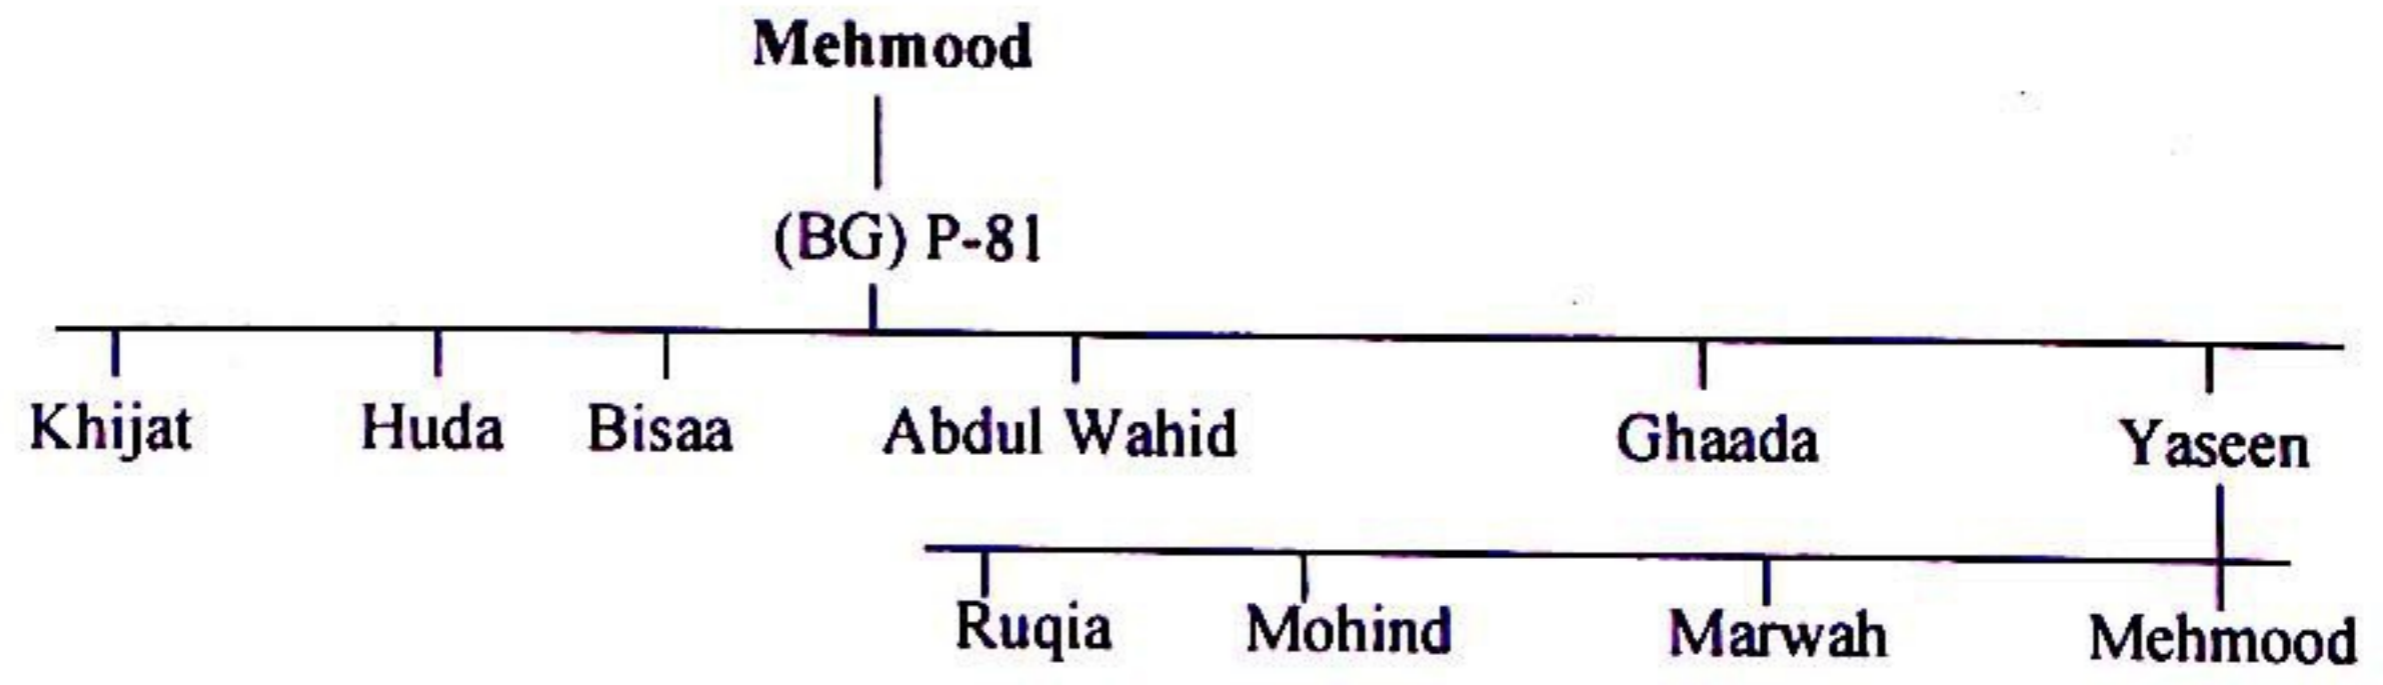 Mehmood
(BG) P-81
Khijat Huda Bisaa Abdul Wahid Ghaada Yaseen
Ruqia Mohind Marwah Mehmood